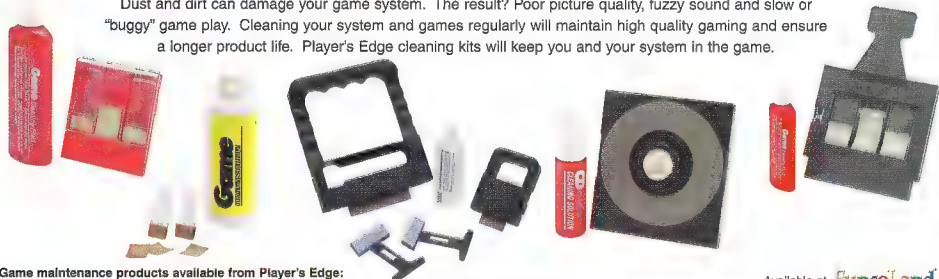 Dust and dirt can damage your game system. The result? Poor picture quality, fuzzy sound and slow or
"buggy" game play. Cleaning your system and games regularly will maintain high quality gaming and ensure
a longer product life. Player's Edge cleaning kits will keep you and your system in the game.
Game
Game
CD
CLEANING SOLUTION
Game
Game maintenance products available from Player's Edge:
Available at